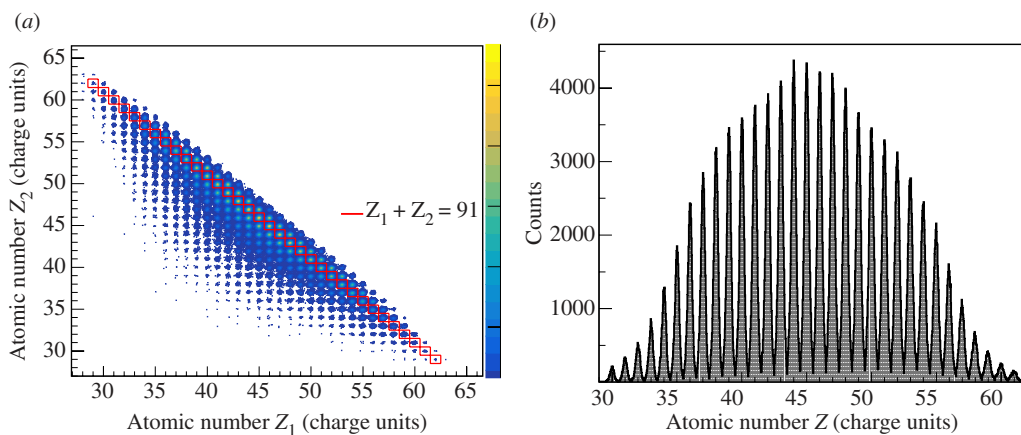 (a)
65
60
55
50
45
40
35
30
Atomic number Z₂ (charge units)
Z₁ + Z₂ = 91
30 35 40 45 50 55 60 65
Atomic number Z₁ (charge units)
(b)
4000
3000
2000
1000
Counts
30 35 40 45 50 55 60
Atomic number Z (charge units)